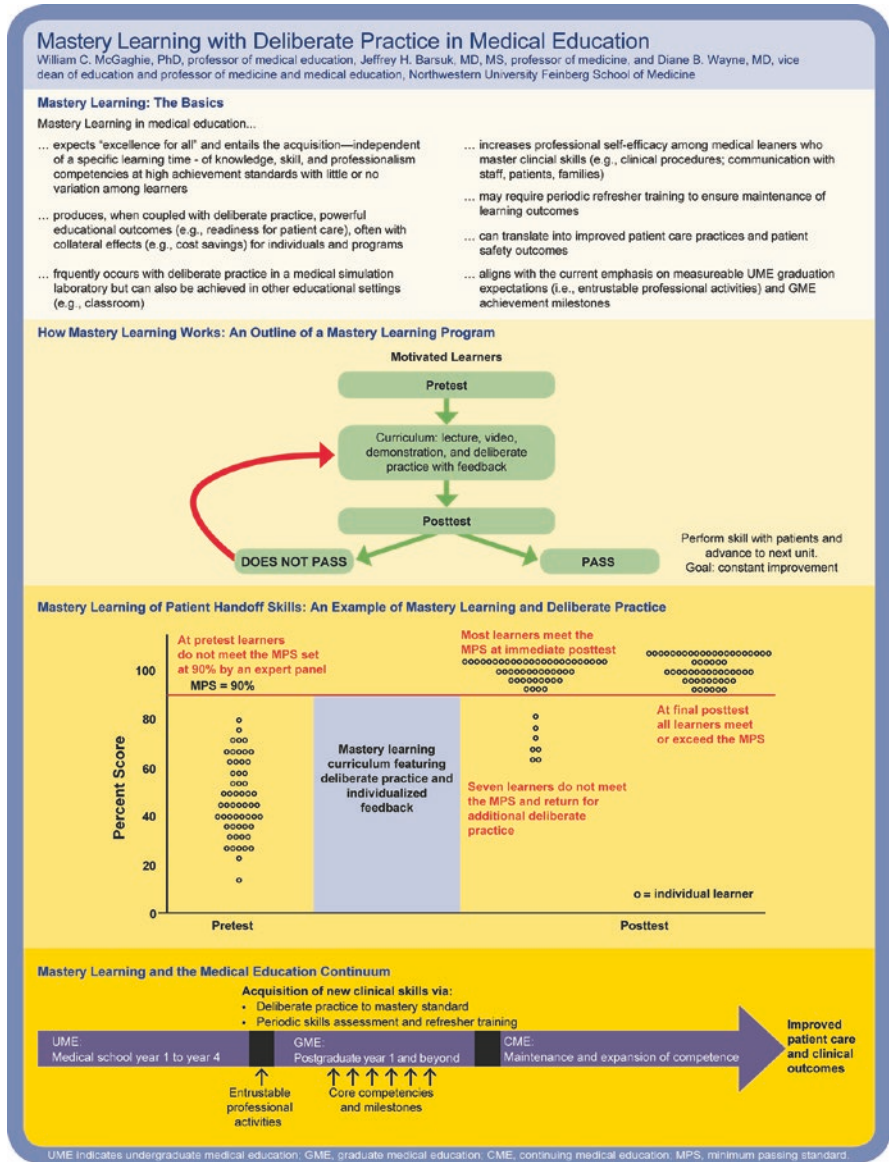 Mastery Learning with Deliberate Practice in Medical Education
William C. McGaghie, PhD, professor of medical education, Jeffrey H. Barsuk, MD, MS, professor of medicine, and Diane B. Wayne, MD, vice
dean of education and professor of medicine and medical education, Northwestern University Feinberg School of Medicine
Mastery Learning: The Basics
Mastery Learning in medical education...
... expects “excellence for all” and entails the acquisition—independent
of a specific learning time - of knowledge, skill, and professionalism
competencies at high achievement standards with little or no
variation among learners
... produces, when coupled with deliberate practice, powerful
educational outcomes (e.g., readiness for patient care), often with
collateral effects (e.g., cost savings) for individuals and programs
... frquently occurs with deliberate practice in a medical simulation
laboratory but can also be achieved in other educational settings
(e.g., classroom)
... increases professional self-efficacy among medical leaners who
master clincial skills (e.g., clinical procedures; communication with
staff, patients, families)
... may require periodic refresher training to ensure maintenance of
learning outcomes
... can translate into improved patient care practices and patient
safety outcomes
... aligns with the current emphasis on measureable UME graduation
expectations (i.e., entrustable professional activities) and GME
achievement milestones
How Mastery Learning Works: An Outline of a Mastery Learning Program
Motivated Learners
Pretest
Curriculum: lecture, video,
demonstration, and deliberate
practice with feedback
Posttest
DOES NOT PASS
PASS
Perform skill with patients and
advance to next unit.
Goal: constant improvement
Mastery Learning of Patient Handoff Skills: An Example of Mastery Learning and Deliberate Practice
Percent Score
100
80
60
40
20
0
At pretest learners
do not meet the MPS set
at 90% by an expert panel
MPS = 90%
Mastery learning
curriculum featuring
deliberate practice and
individualized
feedback
Most learners meet the
MPS at immediate posttest
Seven learners do not meet
the MPS and return for
additional deliberate
practice
At final posttest
all learners meet
or exceed the MPS
o = individual learner
Pretest
Posttest
Mastery Learning and the Medical Education Continuum
Acquisition of new clinical skills via:
• Deliberate practice to mastery standard
• Periodic skills assessment and refresher training
UME:
Medical school year 1 to year 4
GME:
Postgraduate year 1 and beyond
CME:
Maintenance and expansion of competence
Improved
patient care
and clinical
outcomes
Entrustable
professional
activities
Core competencies
and milestones
UME indicates undergraduate medical education; GME, graduate medical education; CME, continuing medical education; MPS, minimum passing standard.